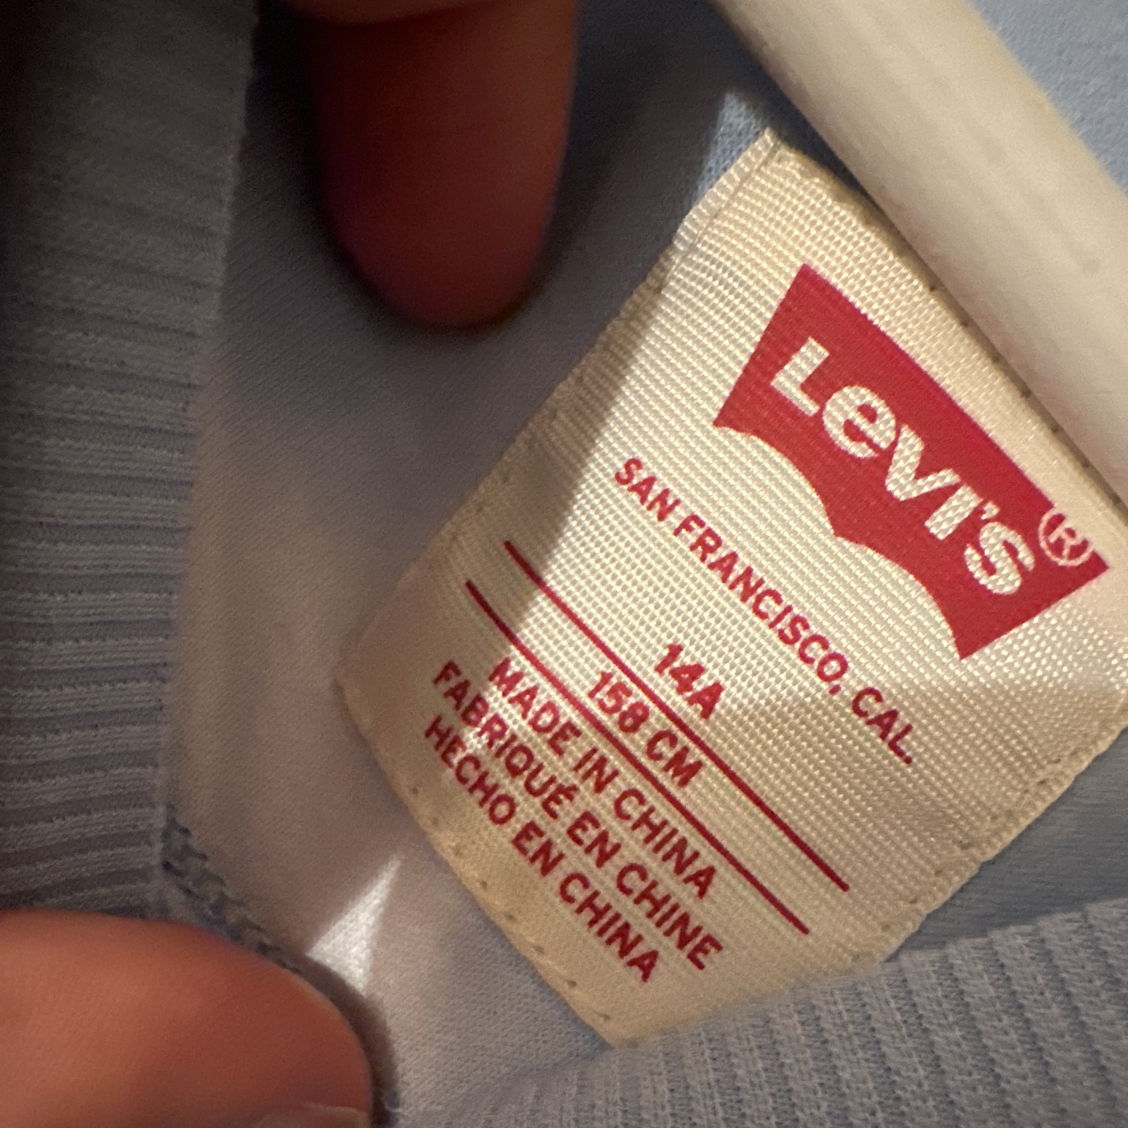 Levi's®
SAN FRANCISCO, CAL.
14A
158 CM
MADE IN CHINA
FABRIQUÉ EN CHINE
HECHO EN CHINA